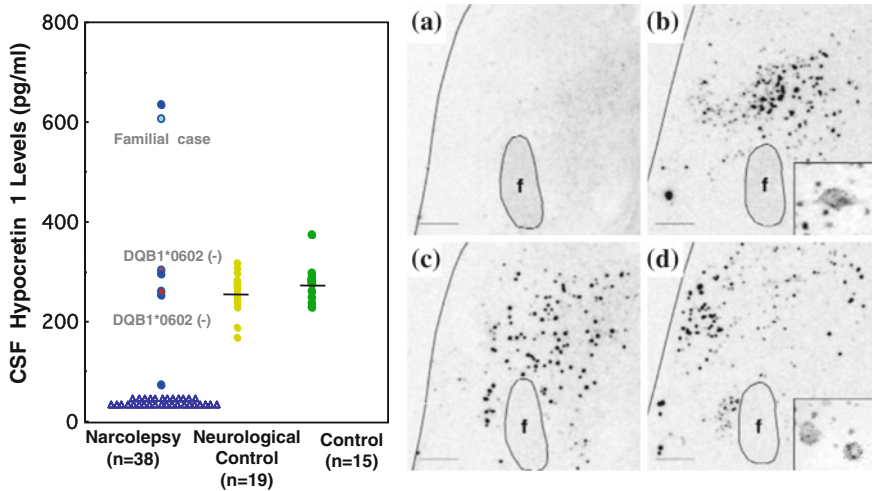 CSF Hypocretin 1 Levels (pg/ml)
800
600
400
200
0
Familial case
DQB1*0602 (-)
DQB1*0602 (-)
Narcolepsy
(n=38)
Neurological
Control
(n=19)
Control
(n=15)
(a)
f
(b)
f
(c)
f
(d)
f